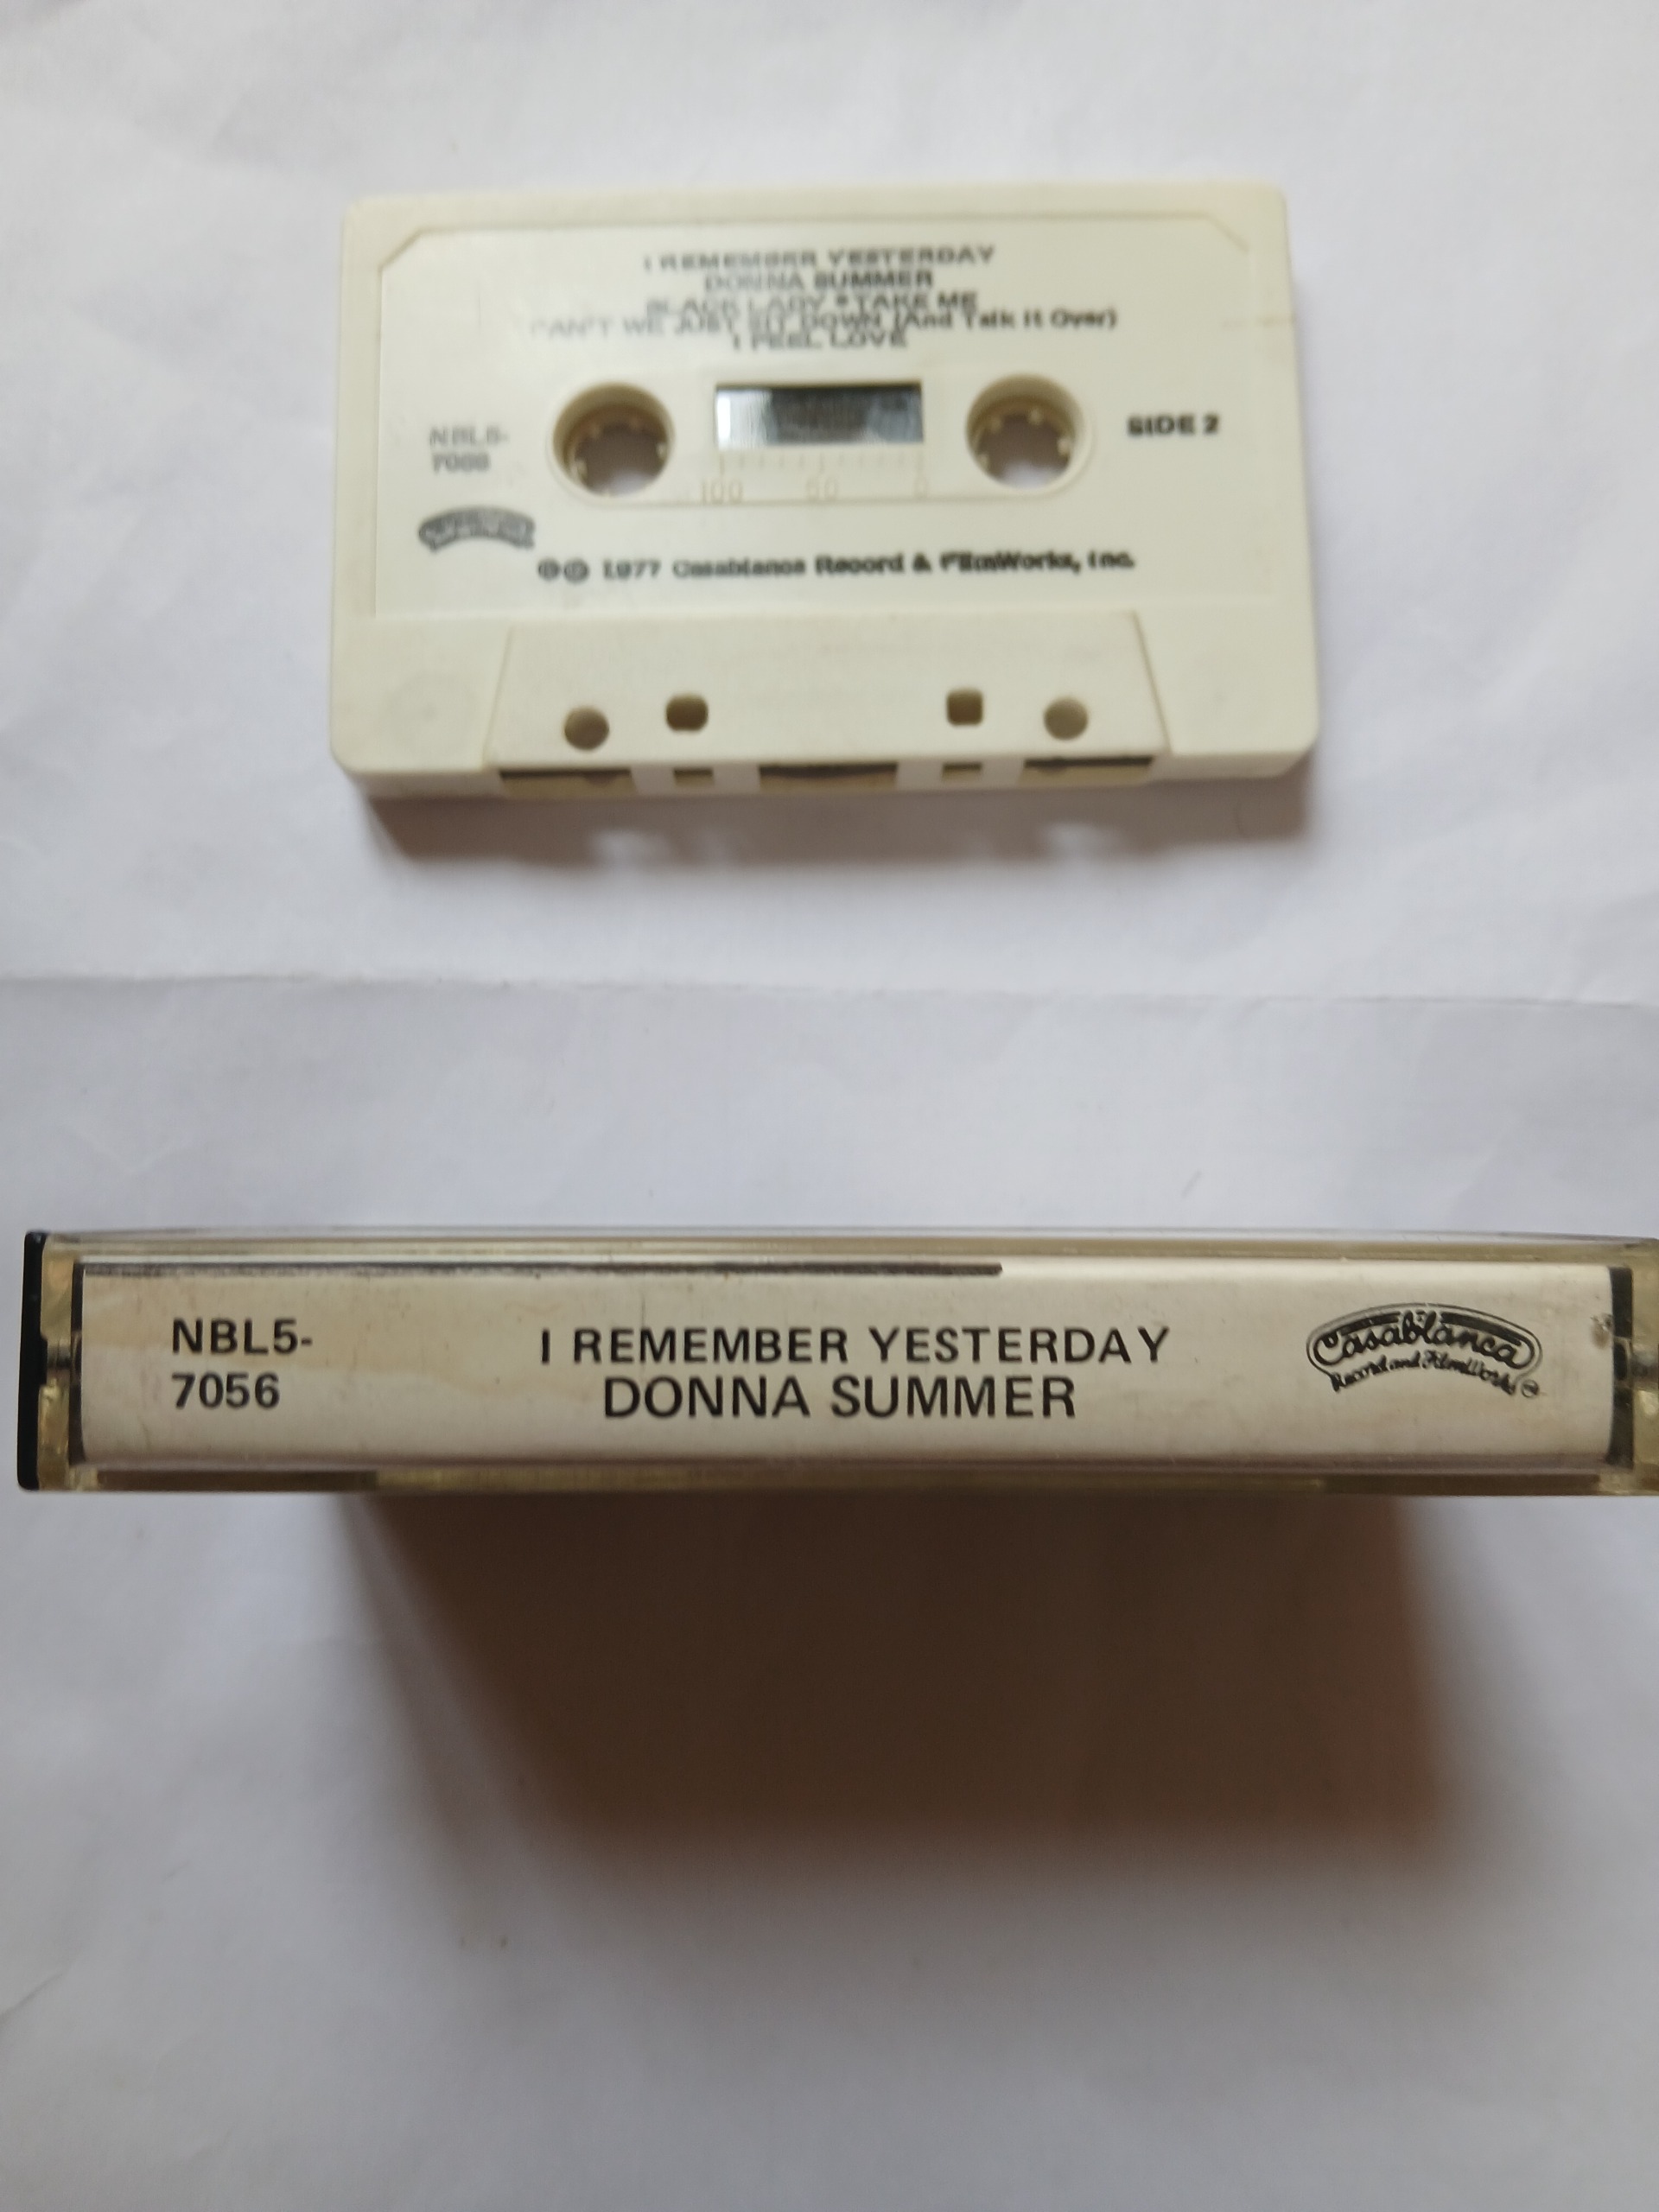 I REMEMBER YESTERDAY
DONNA SUMMER
BLACK LADY • TAKE ME
CAN'T WE JUST SIT DOWN (And Talk It Over)
I FEEL LOVE
NBL5-
7056
SIDE 2
100 50 0
℗© 1977 Casablanca Record & FilmWorks, Inc.
NBL5-
7056
I REMEMBER YESTERDAY
DONNA SUMMER
Casablanca
Record and FilmWorks